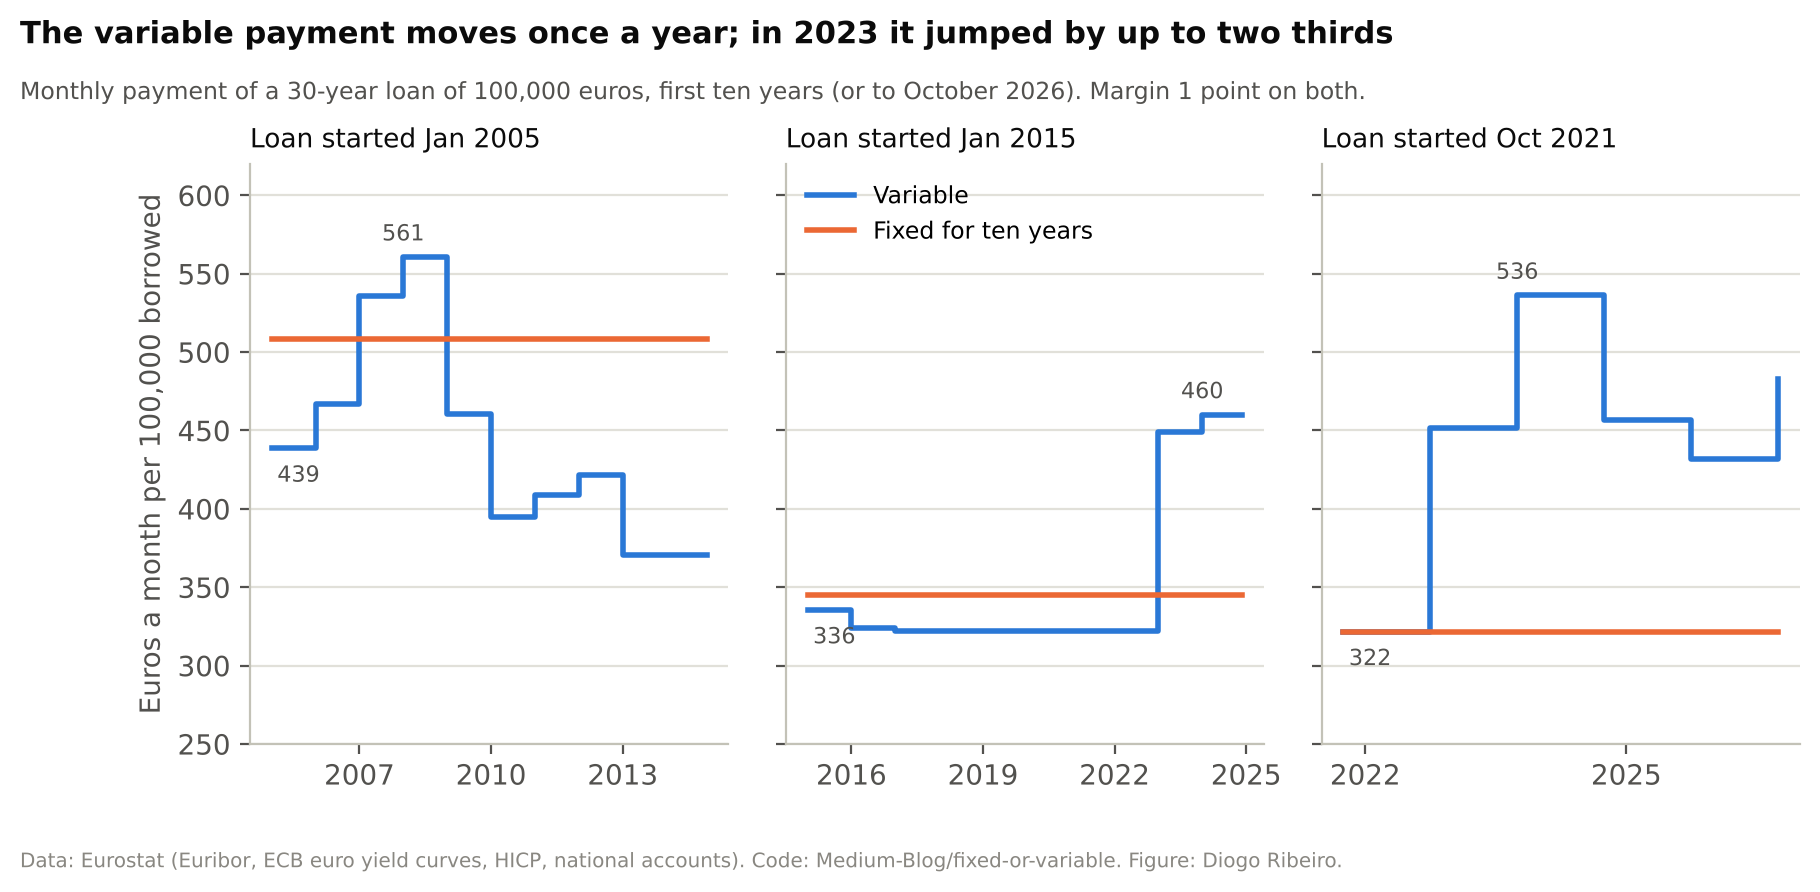 The variable payment moves once a year; in 2023 it jumped by up to two thirds
Monthly payment of a 30-year loan of 100,000 euros, first ten years (or to October 2026). Margin 1 point on both.
Loan started Jan 2005
Loan started Jan 2015
Loan started Oct 2021
Euros a month per 100,000 borrowed
600
550
500
450
400
350
300
250
561
439
2007
2010
2013
Variable
Fixed for ten years
460
336
2016
2019
2022
2025
536
322
2022
2025
Data: Eurostat (Euribor, ECB euro yield curves, HICP, national accounts). Code: Medium-Blog/fixed-or-variable. Figure: Diogo Ribeiro.